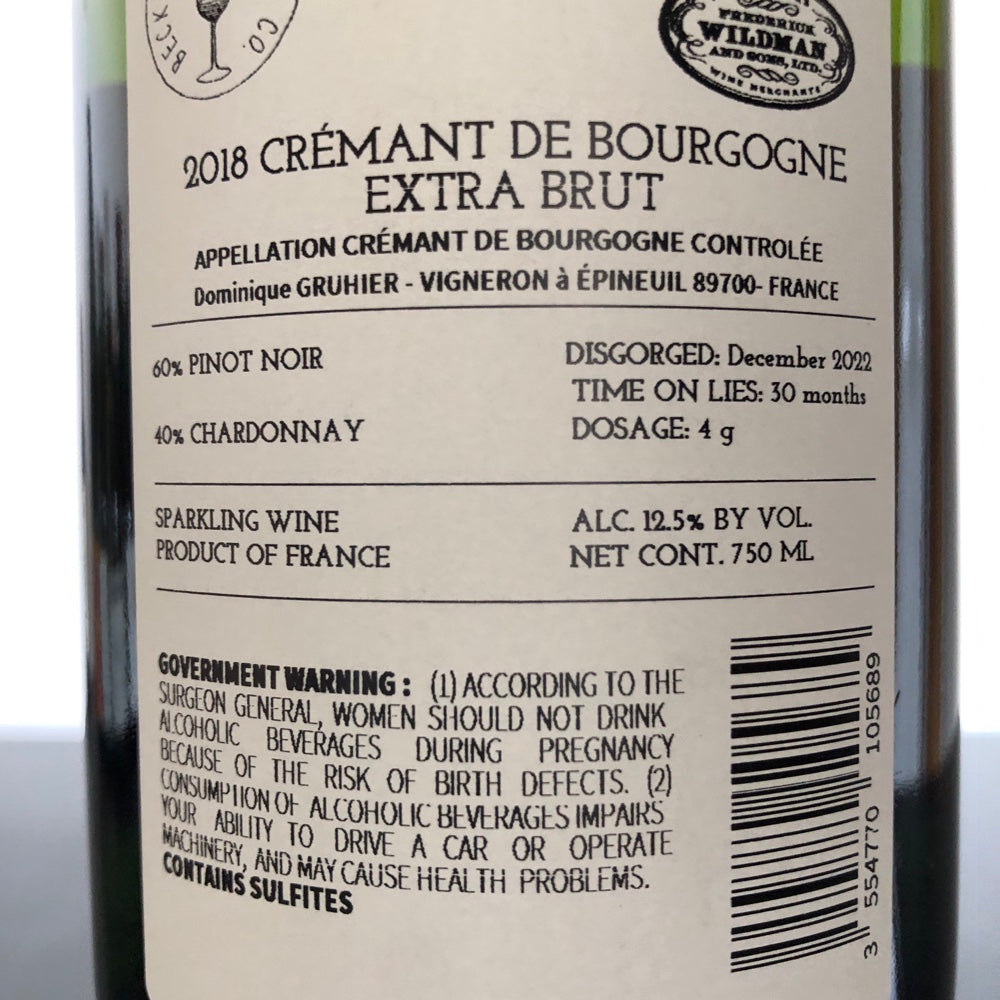 BECK
CO.
FREDERICK
WILDMAN
AND SONS, LTD.
WINE MERCHANTS
2018 CRÉMANT DE BOURGOGNE
EXTRA BRUT
APPELLATION CRÉMANT DE BOURGOGNE CONTROLÉE
Dominique GRUHIER - VIGNERON à ÉPINEUIL 89700- FRANCE
60% PINOT NOIR
40% CHARDONNAY
DISGORGED: December 2022
TIME ON LIES: 30 months
DOSAGE: 4 g
SPARKLING WINE
PRODUCT OF FRANCE
ALC. 12.5% BY VOL.
NET CONT. 750 ML
GOVERNMENT WARNING : (1) ACCORDING TO THE
SURGEON GENERAL, WOMEN SHOULD NOT DRINK
ALCOHOLIC BEVERAGES DURING PREGNANCY
BECAUSE OF THE RISK OF BIRTH DEFECTS. (2)
CONSUMPTION OF ALCOHOLIC BEVERAGES IMPAIRS
YOUR ABILITY TO DRIVE A CAR OR OPERATE
MACHINERY, AND MAY CAUSE HEALTH PROBLEMS.
CONTAINS SULFITES
3 554770 105689